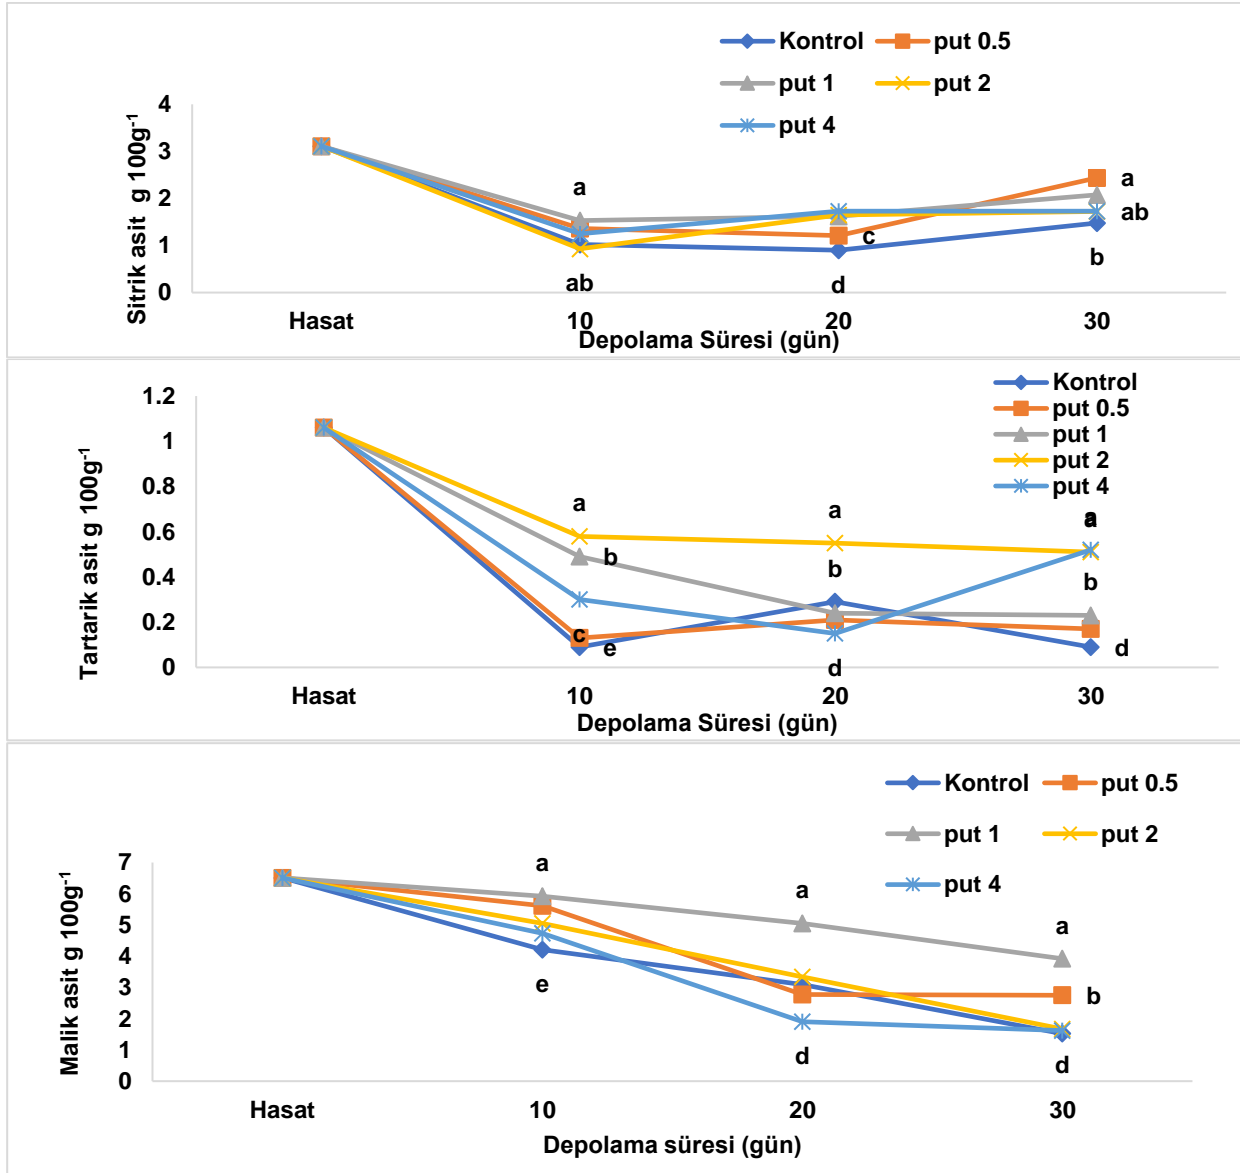 Kontrol put 0.5
put 1 put 2
put 4
Sitrik asit g 100g-1
4
3
2
1
0
a
ab
c
d
a
ab
b
Hasat 10 20 30
Depolama Süresi (gün)
Kontrol
put 0.5
put 1
put 2
put 4
Tartarik asit g 100g-1
1.2
1
0.8
0.6
0.4
0.2
0
a
b
c
e
a
b
d
a
b
d
Hasat 10 20 30
Depolama Süresi (gün)
Kontrol put 0.5
put 1 put 2
put 4
Malik asit g 100g-1
7
6
5
4
3
2
1
0
a
e
a
d
a
b
d
Hasat 10 20 30
Depolama süresi (gün)